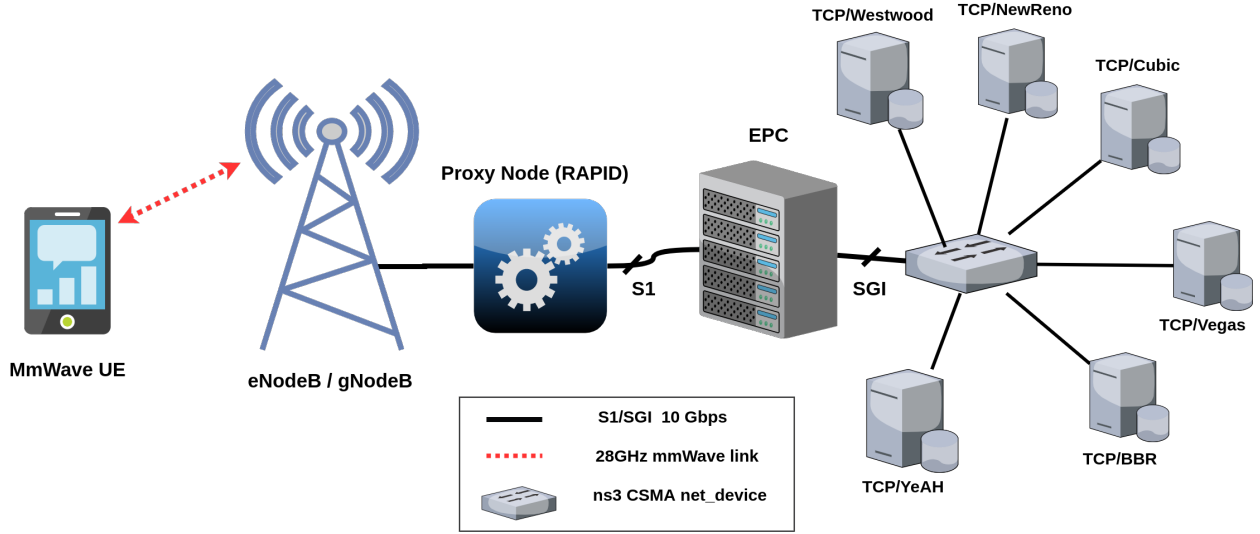 TCP/Westwood
TCP/NewReno
TCP/Cubic
EPC
Proxy Node (RAPID)
S1
SGI
TCP/Vegas
MmWave UE
eNodeB / gNodeB
TCP/BBR
TCP/YeAH
S1/SGI 10 Gbps
28GHz mmWave link
ns3 CSMA net_device